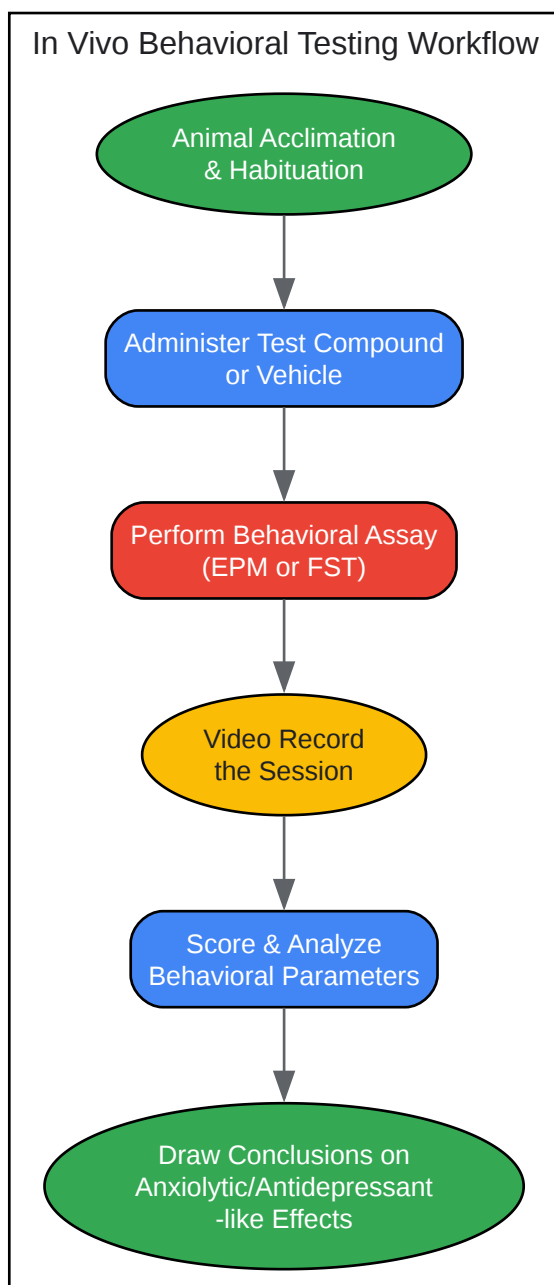 In Vivo Behavioral Testing Workflow
Animal Acclimation
& Habituation
Administer Test Compound
or Vehicle
Perform Behavioral Assay
(EPM or FST)
Video Record
the Session
Score & Analyze
Behavioral Parameters
Draw Conclusions on
Anxiolytic/Antidepressant
-like Effects